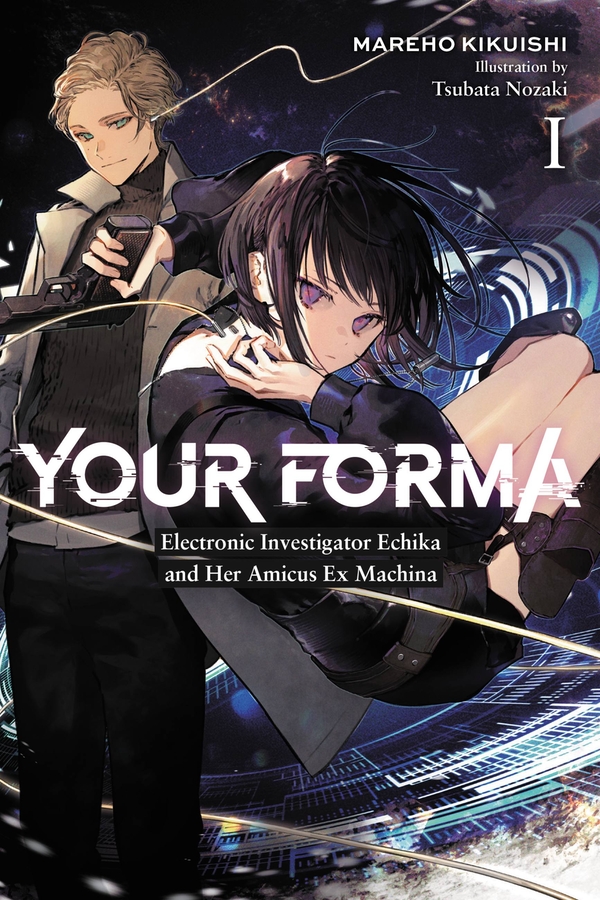 MAREHO KIKUISHI
Illustration by
Tsubata Nozaki
I
YOUR FORMA
Electronic Investigator Echika
and Her Amicus Ex Machina